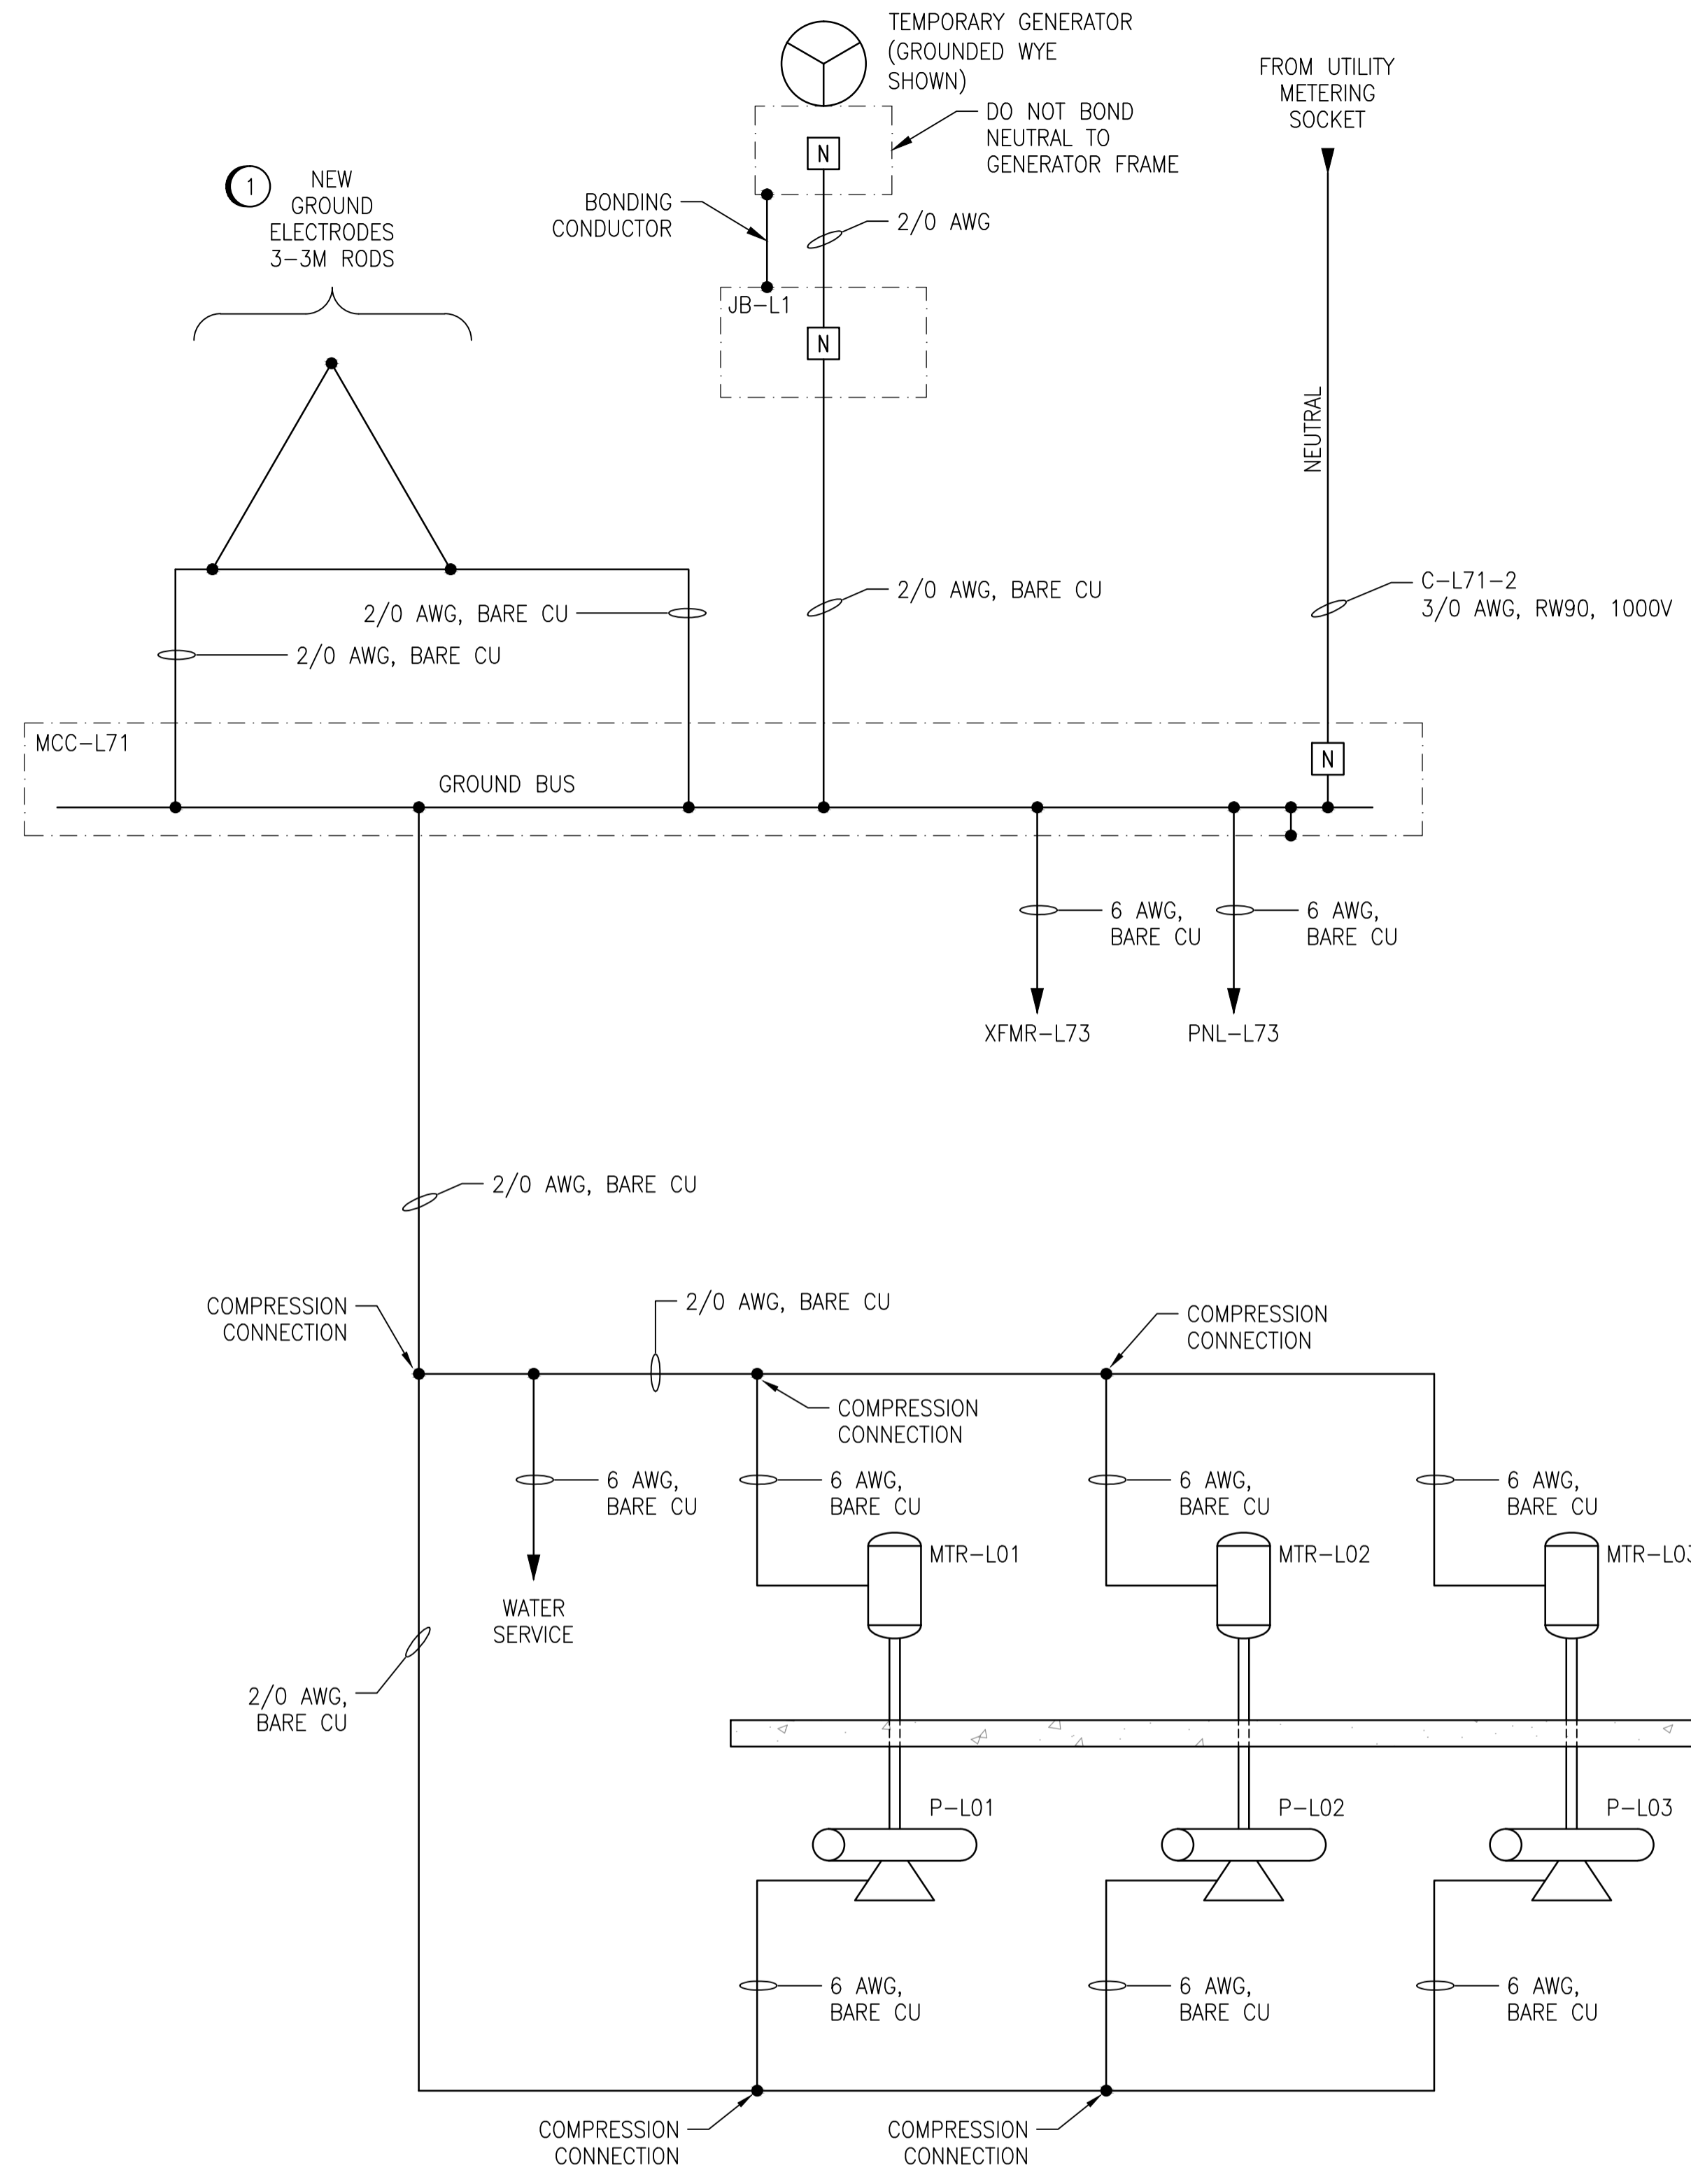 TEMPORARY GENERATOR
(GROUNDED WYE
SHOWN)
FROM UTILITY
METERING
SOCKET
DO NOT BOND
NEUTRAL TO
GENERATOR FRAME
N
1
NEW
GROUND
ELECTRODES
3-3M RODS
BONDING
CONDUCTOR
2/0 AWG
JB-L1
N
NEUTRAL
2/0 AWG, BARE CU
2/0 AWG, BARE CU
2/0 AWG, BARE CU
C-L71-2
3/0 AWG, RW90, 1000V
MCC-L71
GROUND BUS
N
6 AWG,
BARE CU
6 AWG,
BARE CU
XFMR-L73
PNL-L73
2/0 AWG, BARE CU
COMPRESSION
CONNECTION
2/0 AWG, BARE CU
COMPRESSION
CONNECTION
COMPRESSION
CONNECTION
6 AWG,
BARE CU
6 AWG,
BARE CU
6 AWG,
BARE CU
6 AWG,
BARE CU
MTR-L01
MTR-L02
MTR-L03
WATER
SERVICE
2/0 AWG,
BARE CU
P-L01
P-L02
P-L03
6 AWG,
BARE CU
6 AWG,
BARE CU
6 AWG,
BARE CU
COMPRESSION
CONNECTION
COMPRESSION
CONNECTION